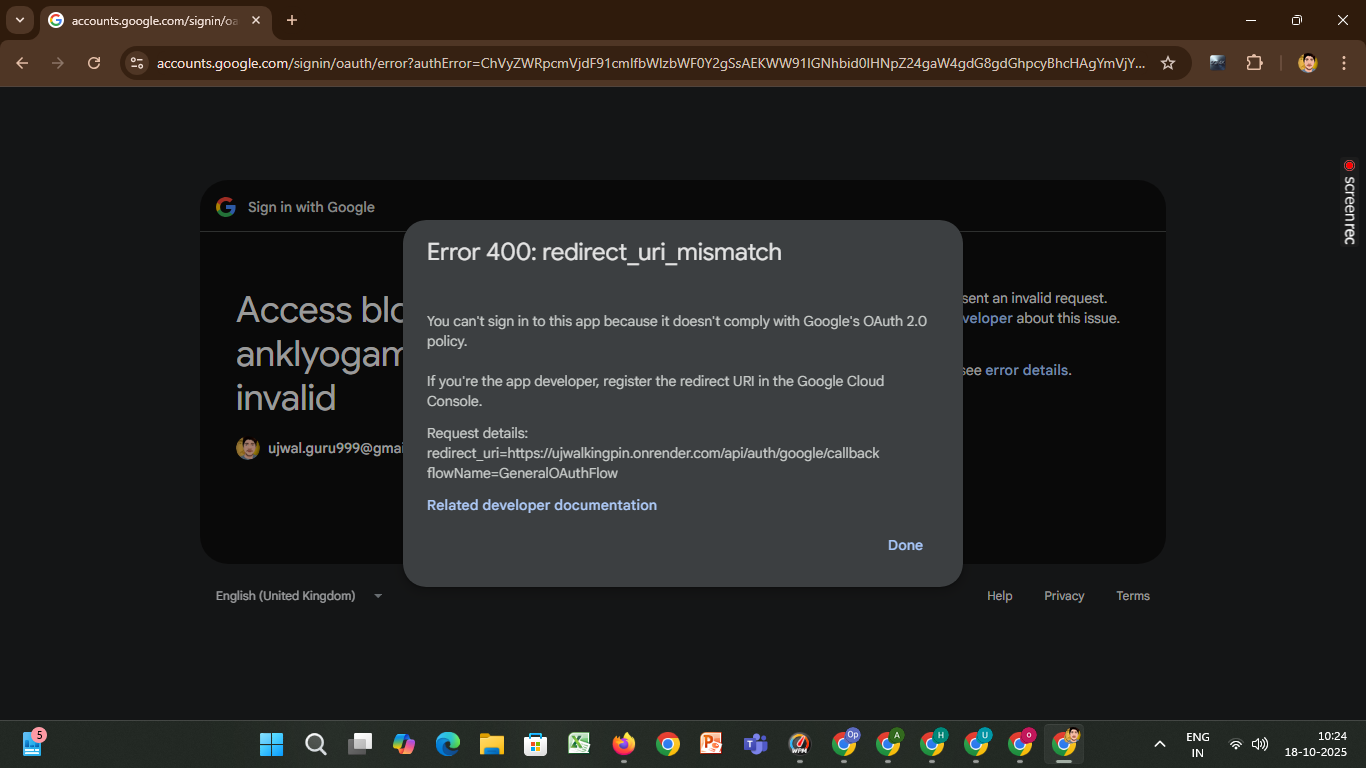 accounts.google.com/signin/oa
accounts.google.com/signin/oauth/error?authError=ChVyZWRpcmVjdF91cmlfbWlzbWF0Y2gSsAEKWW91IGNhbid0IHNpZ24gaW4gdG8gdGhpcyBhcHAgYmVjY...
screenrec
Sign in with Google
Error 400: redirect_uri_mismatch
Access blo
sent an invalid request.
veloper about this issue.
You can't sign in to this app because it doesn't comply with Google's OAuth 2.0
policy.
anklyogam
see error details.
If you're the app developer, register the redirect URI in the Google Cloud
Console.
invalid
Request details:
ujwal.guru999@gmai
redirect_uri=https://ujwalkingpin.onrender.com/api/auth/google/callback
flowName=GeneralOAuthFlow
Related developer documentation
Done
English (United Kingdom)
Help Privacy Terms
5
Op
A
H
U
o
WPM
ENG
IN
10:24
18-10-2025